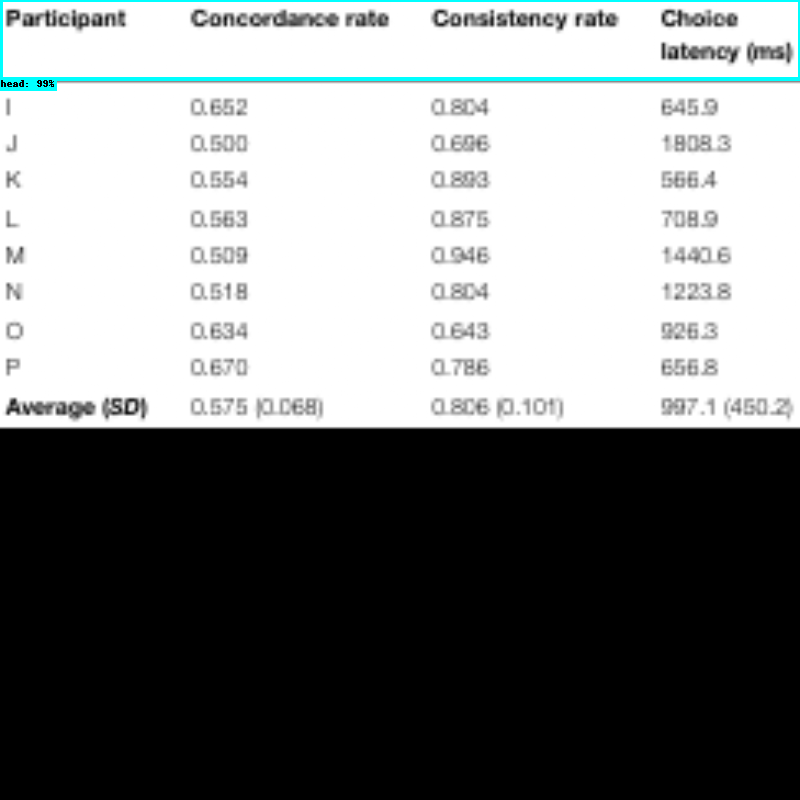 Participant Concordance rate Consistency rate Choice latency (ms)
head: 99%
I 0.652 0.804 645.9
J 0.500 0.696 1808.3
K 0.554 0.893 566.4
L 0.563 0.875 708.9
M 0.509 0.946 1440.6
N 0.518 0.804 1223.8
O 0.634 0.643 926.3
P 0.670 0.786 656.8
Average (SD) 0.575 (0.068) 0.806 (0.101) 997.1 (450.2)